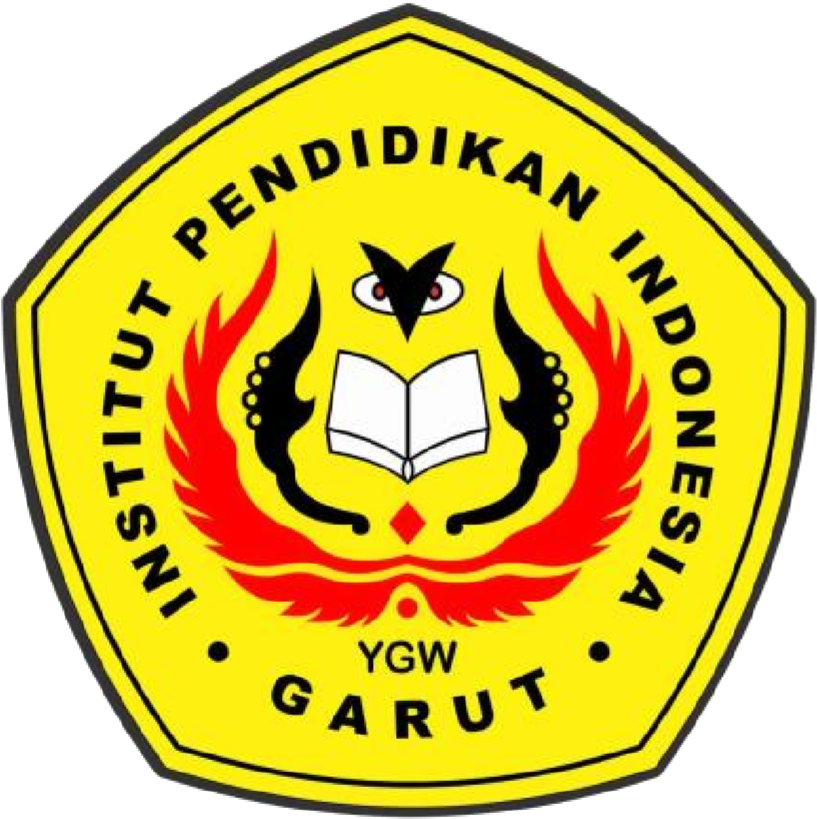 INSTITUT PENDIDIKAN INDONESIA
YGW
• GARUT •